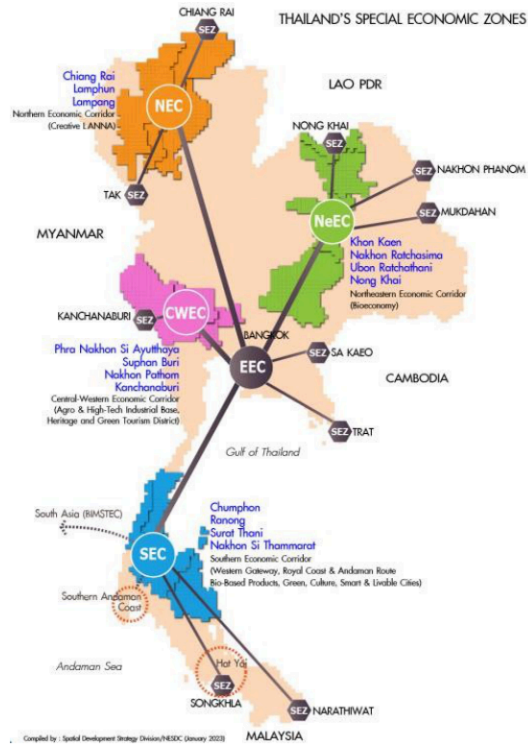 THAILAND'S SPECIAL ECONOMIC ZONES
CHIANG RAI
SEZ
Chiang Rai
Lamphun
Lampang
Northern Economic Corridor
(Creative LANNA)
NEC
LAO PDR
NONG KHAI
SEZ
SEZ
NAKHON PHANOM
TAK
SEZ
SEZ
MUKDAHAN
NeEC
MYANMAR
Khon Kaen
Nakhon Ratchasima
Ubon Ratchathani
Nong Khai
Northeastern Economic Corridor
(Bioeconomy)
KANCHANABURI
SEZ
CWEC
BANGKOK
EEC
SEZ
SA KAEO
Phra Nakhon Si Ayutthaya
Suphan Buri
Nakhon Pathom
Kanchanaburi
Central-Western Economic Corridor
(Agro & High-Tech Industrial Base,
Heritage and Green Tourism District)
CAMBODIA
SEZ
TRAT
Gulf of Thailand
South Asia (BIMSTEC)
Chumphon
Ranong
Surat Thani
Nakhon Si Thammarat
Southern Economic Corridor
(Western Gateway, Royal Coast & Andaman Route
Bio-Based Products, Green, Culture, Smart & Livable Cities)
SEC
Southern Andaman
Coast
Andaman Sea
Hat Yai
SEZ
SONGKHLA
SEZ
NARATHIWAT
MALAYSIA
Compiled by : Spatial Development Strategy Division/NESDC (January 2023)